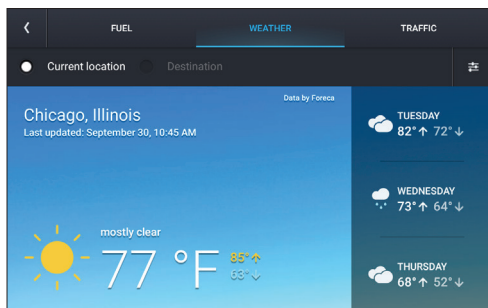 FUEL
WEATHER
TRAFFIC
Current location
Destination
Data by Foreca
Chicago, Illinois
Last updated: September 30, 10:45 AM
mostly clear
77 °F
85°↑
63°↓
TUESDAY
82°↑ 72°↓
WEDNESDAY
73°↑ 64°↓
THURSDAY
68°↑ 52°↓